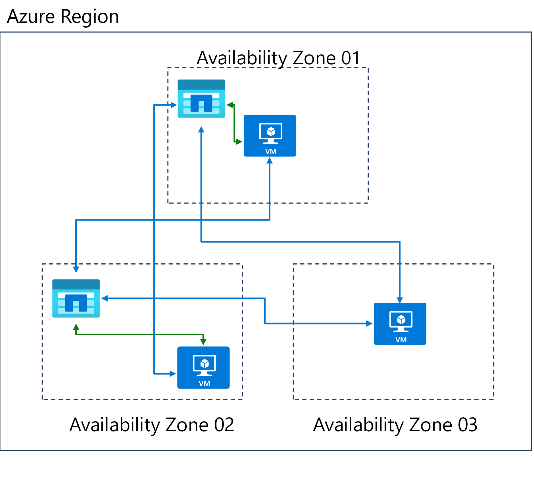 Azure Region
Availability Zone 01
VM
VM
VM
Availability Zone 02
Availability Zone 03